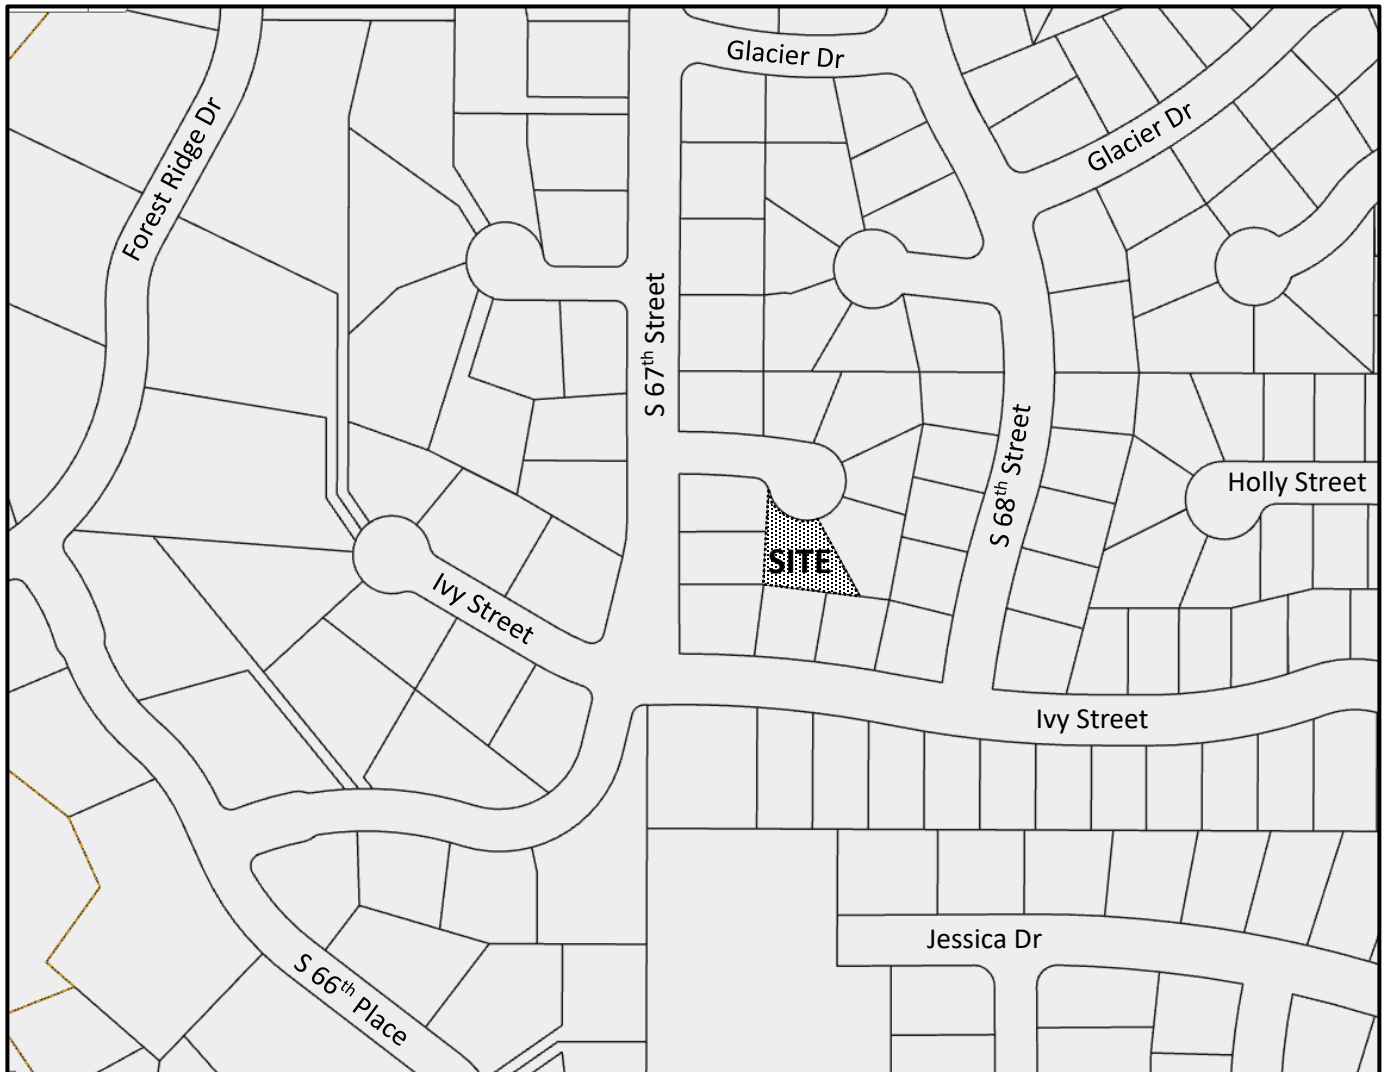 Glacier Dr
Glacier Dr
Forest Ridge Dr
S 67th Street
S 68th Street
Holly Street
SITE
Ivy Street
Ivy Street
Jessica Dr
S 66th Place